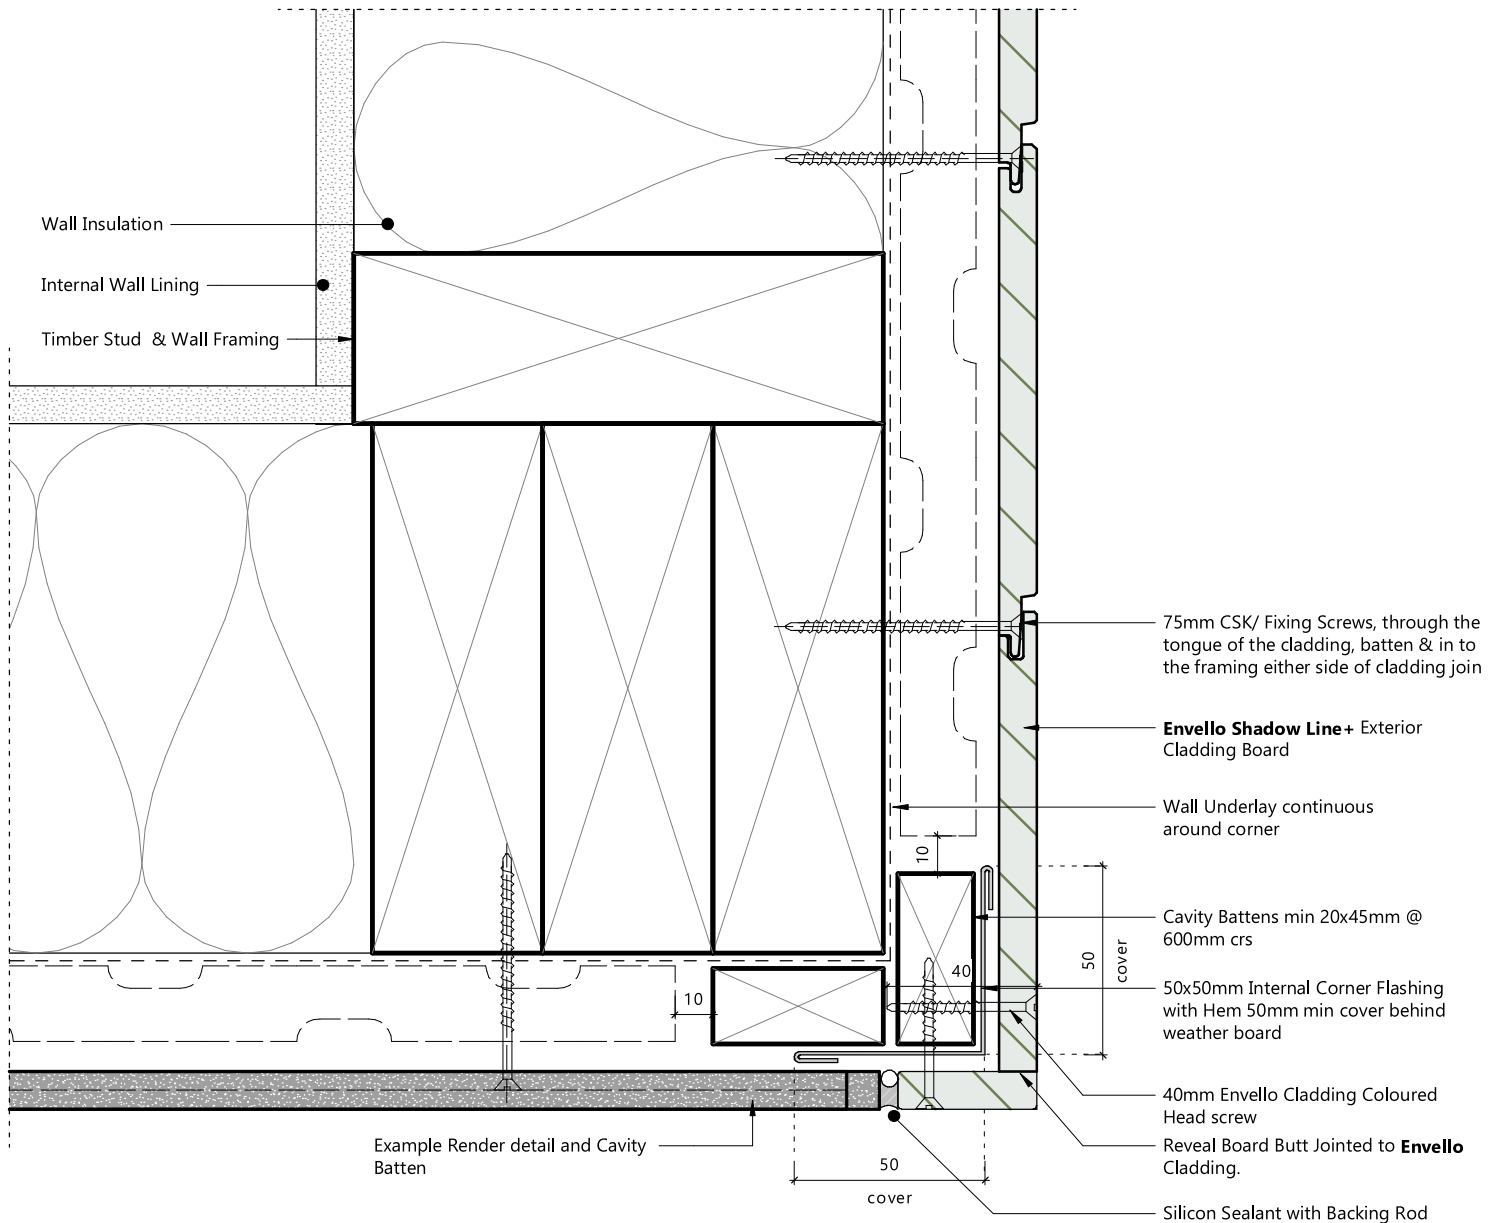 Wall Insulation
Internal Wall Lining
Timber Stud & Wall Framing
75mm CSK/ Fixing Screws, through the
tongue of the cladding, batten & in to
the framing either side of cladding join
Envello Shadow Line+ Exterior
Cladding Board
Wall Underlay continuous
around corner
10
Cavity Battens min 20x45mm @
600mm crs
50
cover
40
10
50x50mm Internal Corner Flashing
with Hem 50mm min cover behind
weather board
40mm Envello Cladding Coloured
Head screw
Example Render detail and Cavity
Batten
Reveal Board Butt Jointed to Envello
Cladding.
50
cover
Silicon Sealant with Backing Rod